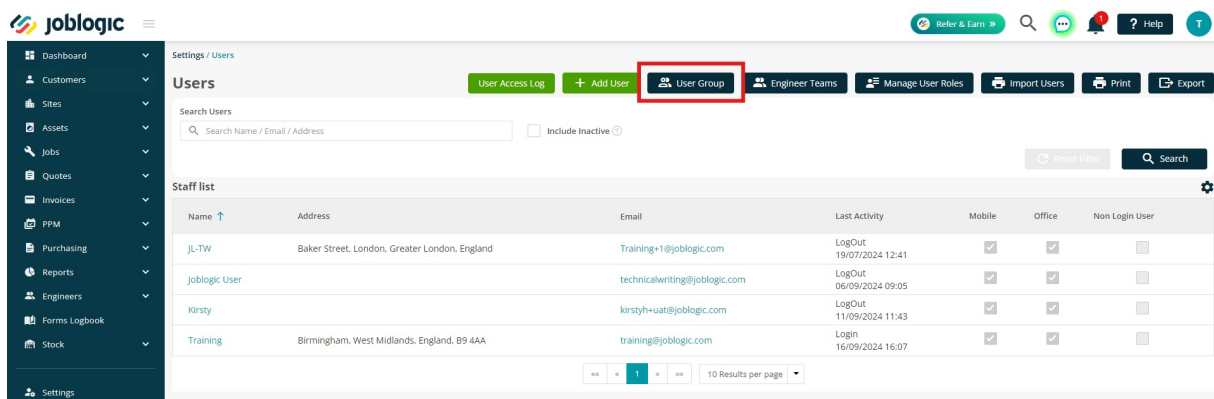 joblogic
Refer & Earn »
1
? Help
T
Dashboard
Customers
Sites
Assets
Jobs
Quotes
Invoices
PPM
Purchasing
Reports
Engineers
Forms Logbook
Stock
Settings
Settings / Users
Users
User Access Log
+ Add User
User Group
Engineer Teams
Manage User Roles
Import Users
Print
Export
Search Users
Search Name / Email / Address
Include Inactive ?
Reset Filter
Search
Staff list
Name ↑ Address Email Last Activity Mobile Office Non Login User
JL-TW Baker Street, London, Greater London, England Training+1@joblogic.com LogOut
19/07/2024 12:41
Joblogic User technicalwriting@joblogic.com LogOut
06/09/2024 09:05
Kirsty kirstyh+uat@joblogic.com LogOut
11/09/2024 11:43
Training Birmingham, West Midlands, England, B9 4AA training@joblogic.com Login
16/09/2024 16:07
«« « 1 » »» 10 Results per page